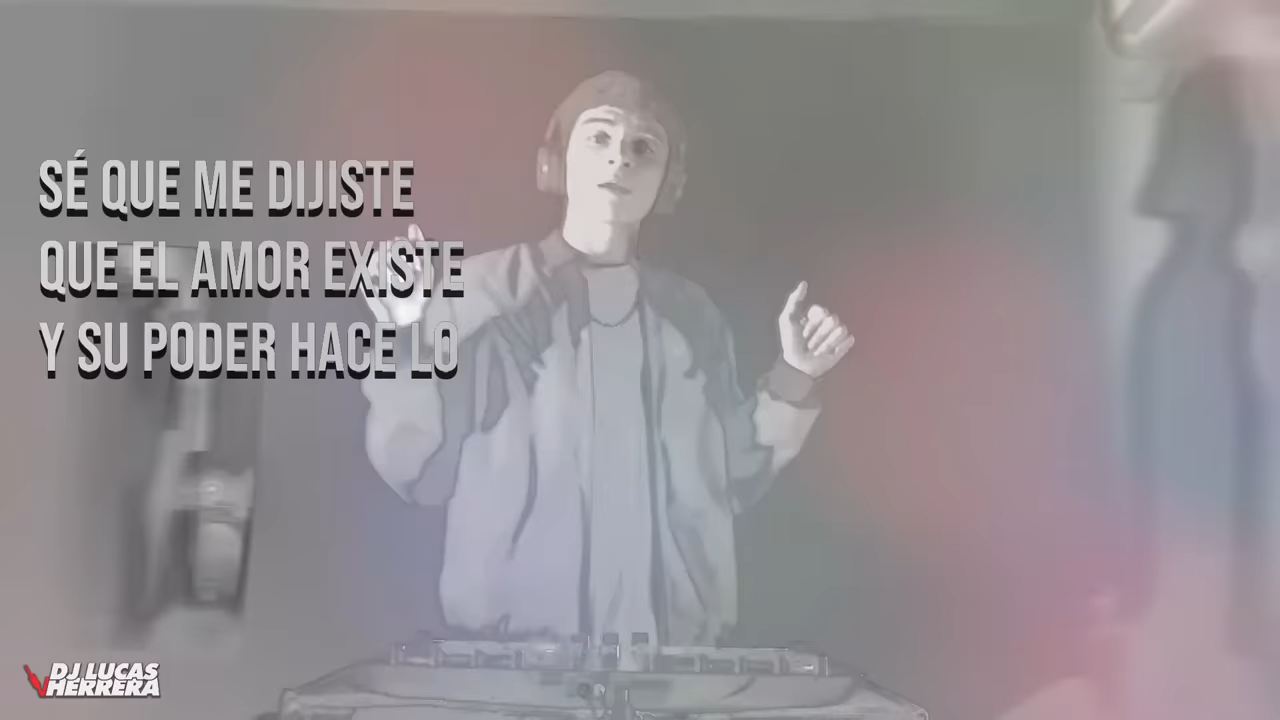 SÉ QUE ME DIJISTE
QUE EL AMOR EXISTE
Y SU PODER HACE LO
DJ LUCAS
HERRERA